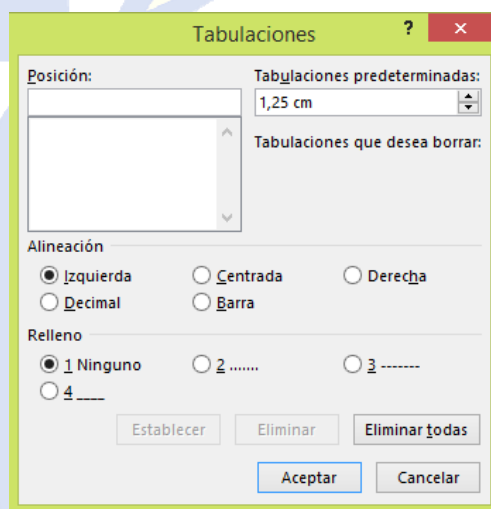 Tabulaciones ? ×
Posición: Tabulaciones predeterminadas:
1,25 cm
Tabulaciones que desea borrar:
Alineación
Izquierda Centrada Derecha
Decimal Barra
Relleno
1 Ninguno 2 ....... 3 -------
4 ____
Establecer Eliminar Eliminar todas
Aceptar Cancelar